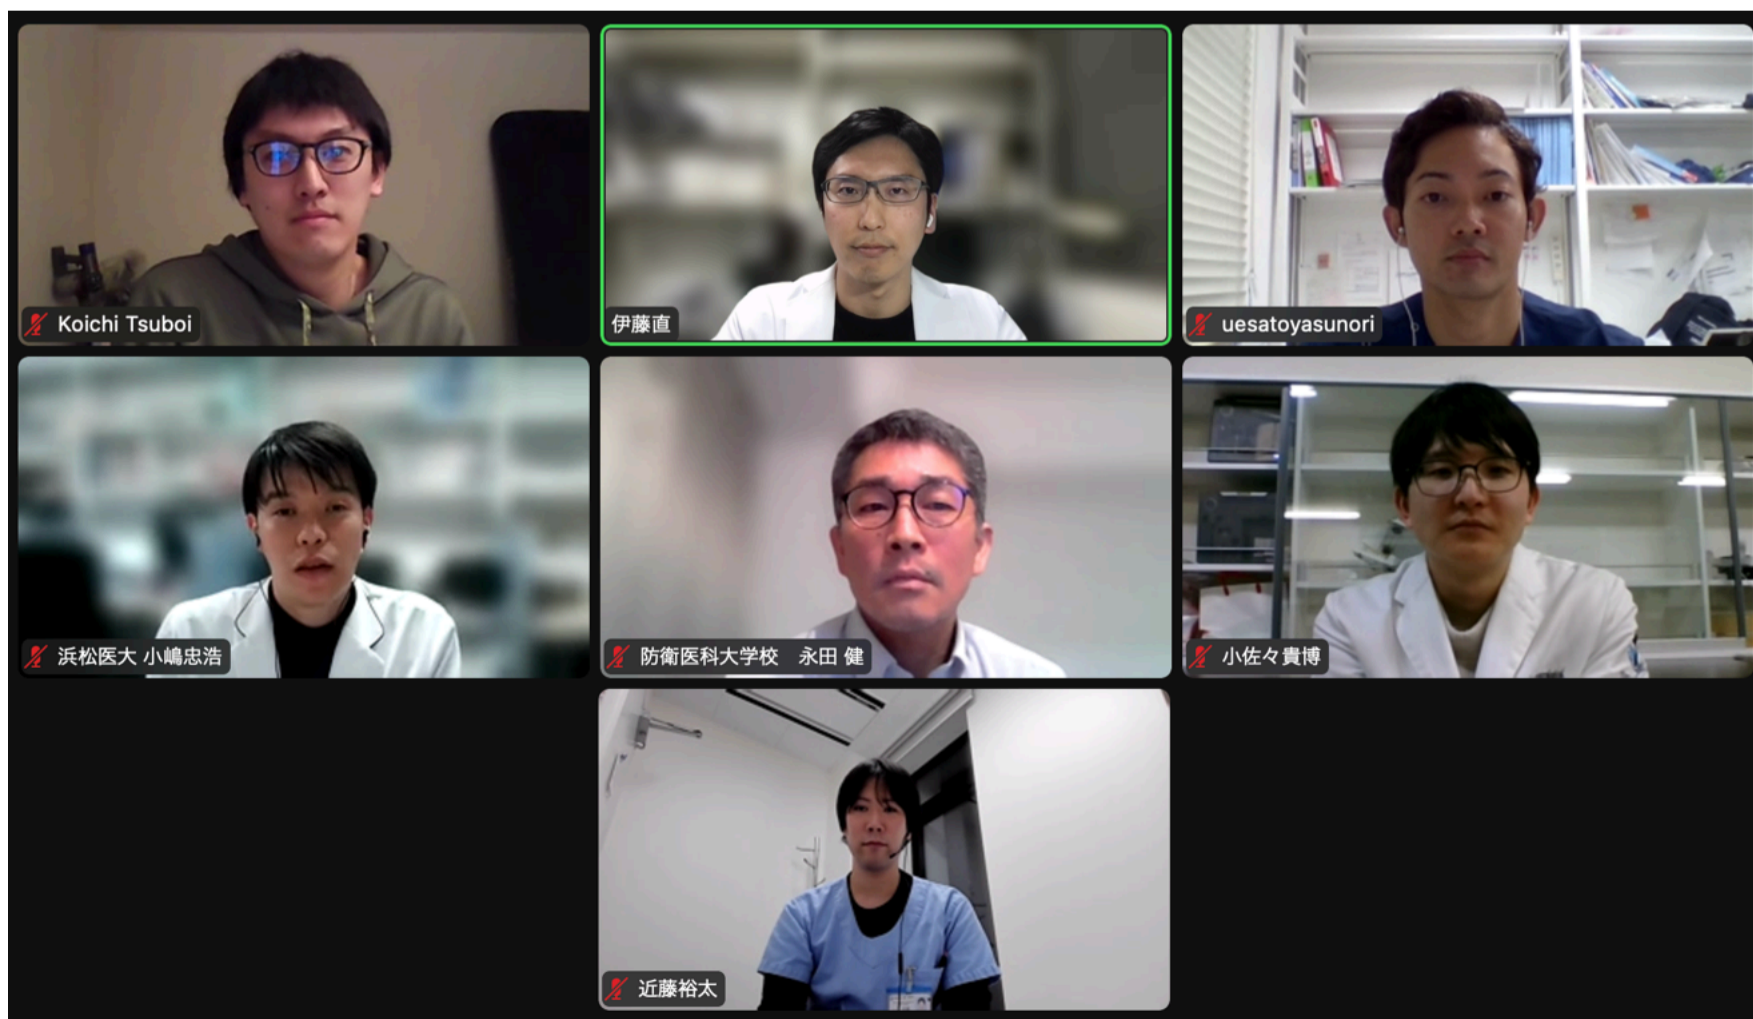 Koichi Tsuboi
伊藤直
uesatoyasunori
浜松医大 小嶋忠浩
防衛医科大学校　永田 健
小佐々貴博
近藤裕太